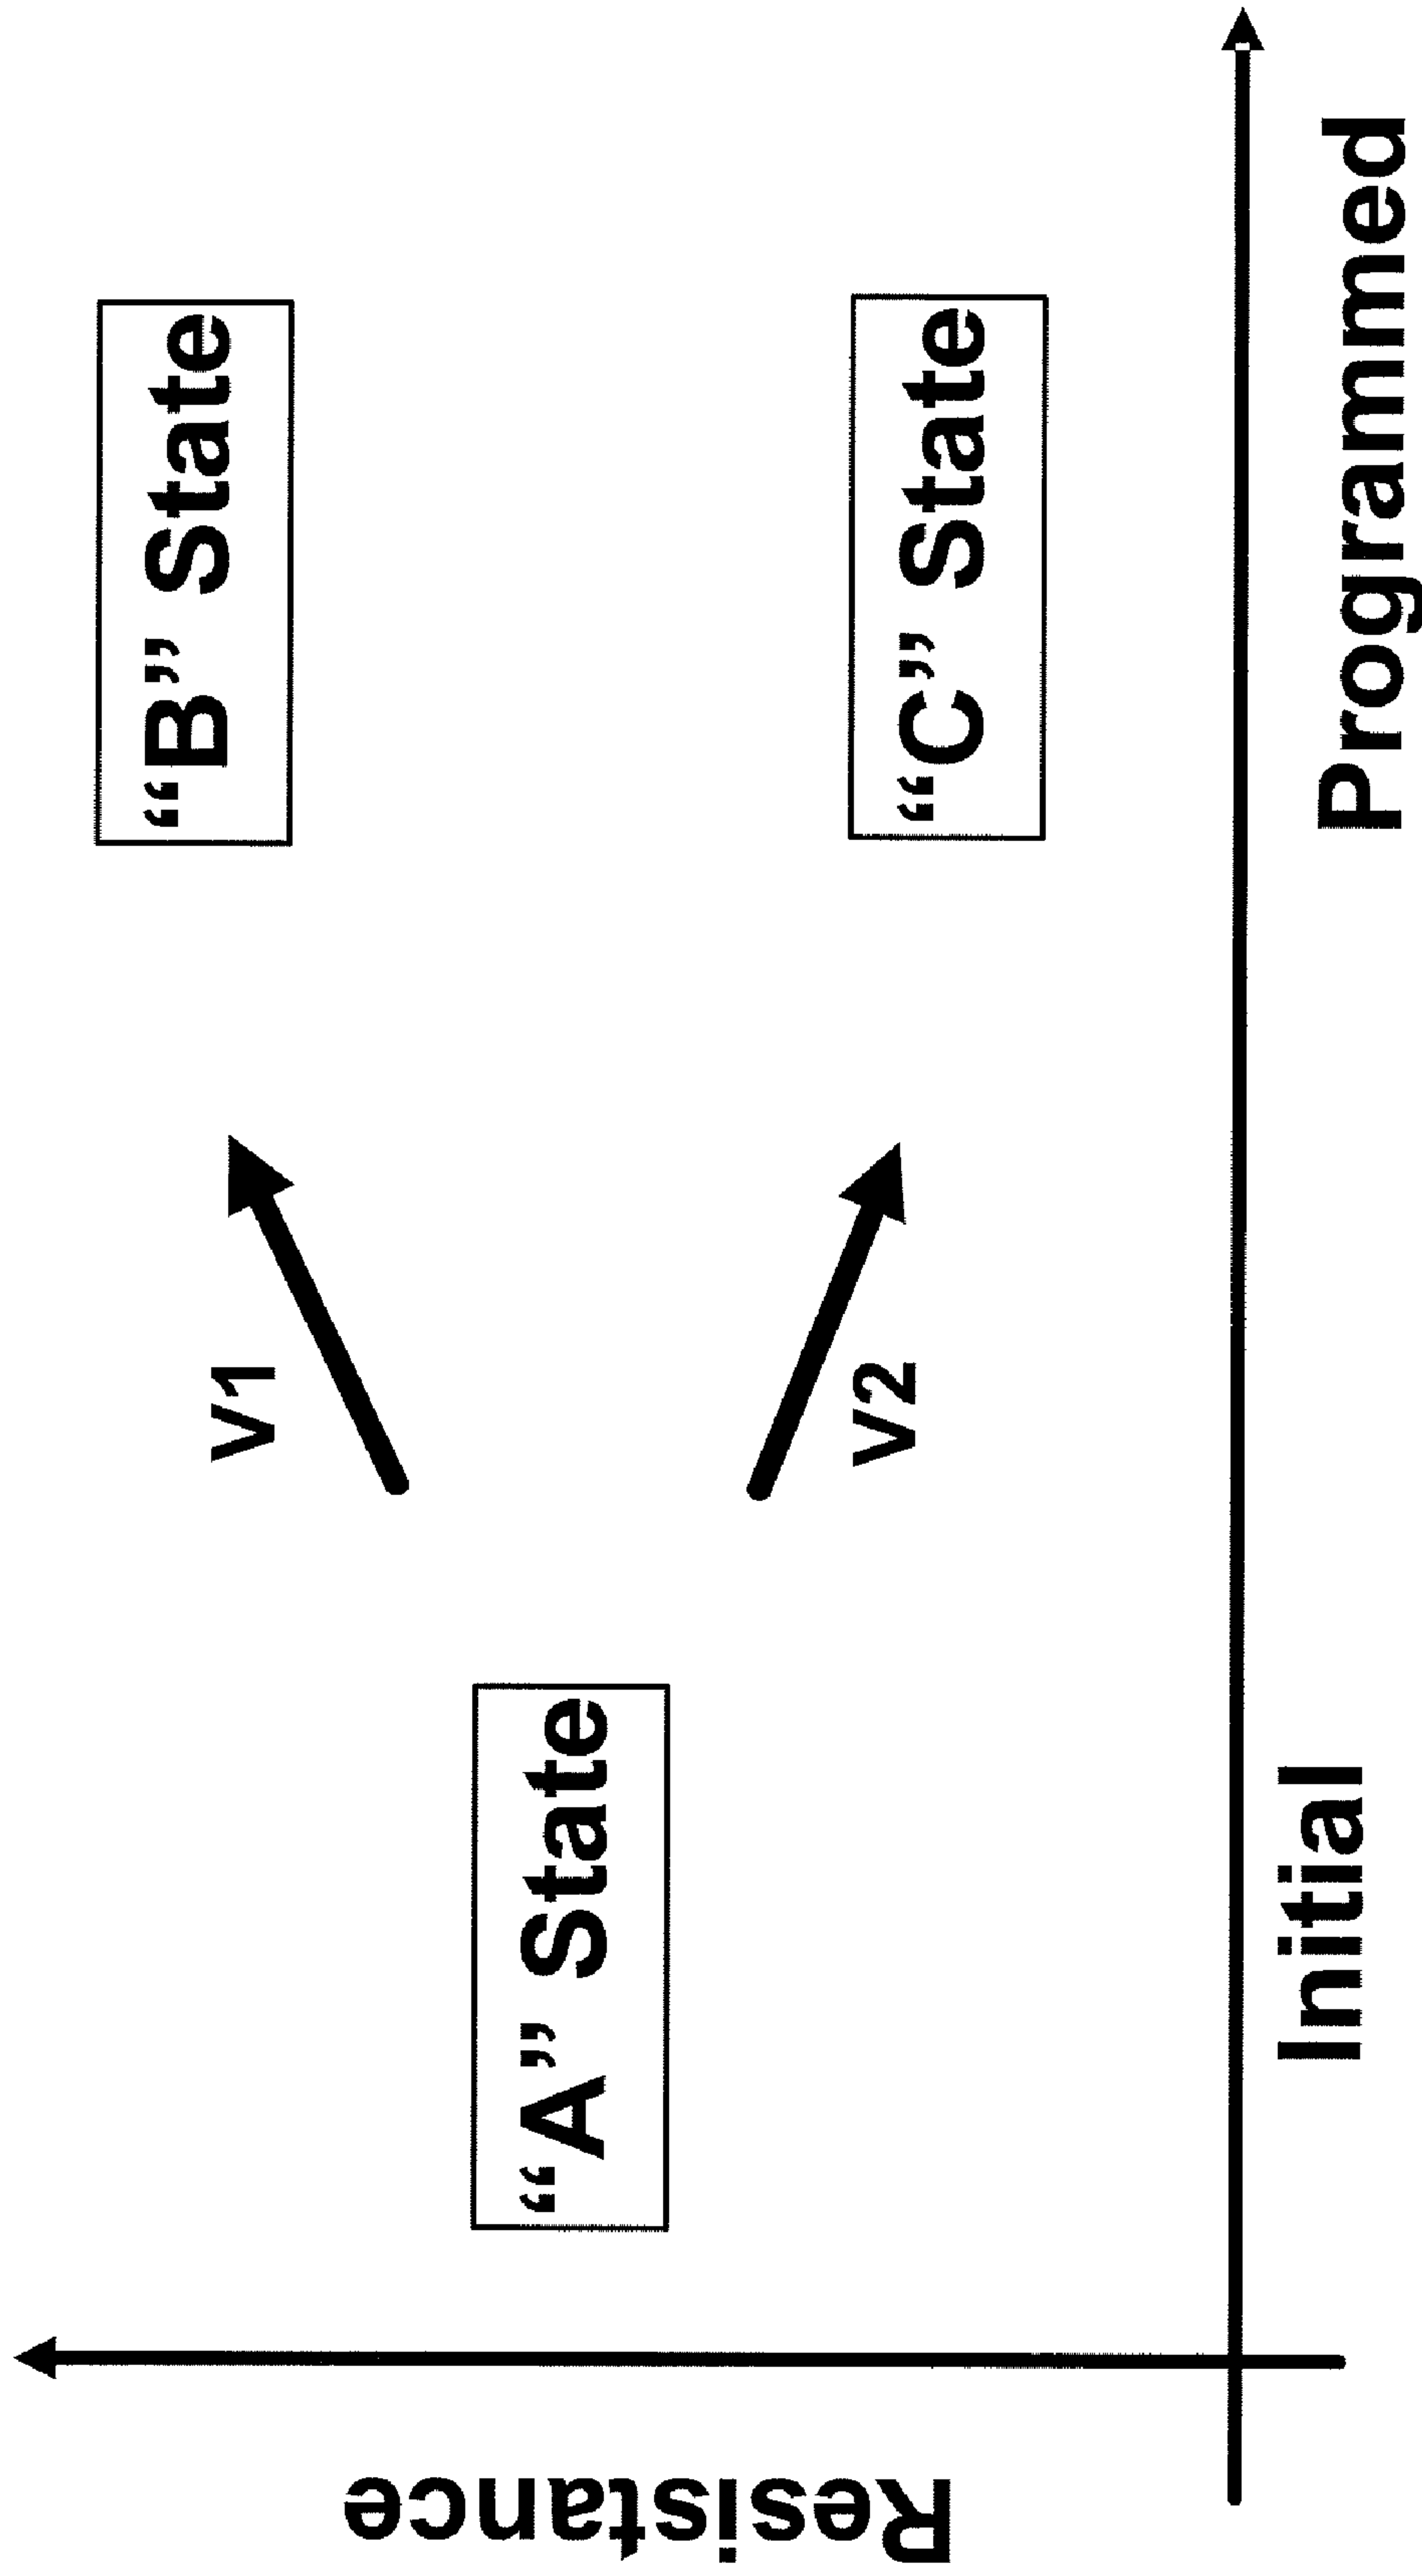 Resistance
“A” State
V1
V2
“B” State
“C” State
Initial
Programmed